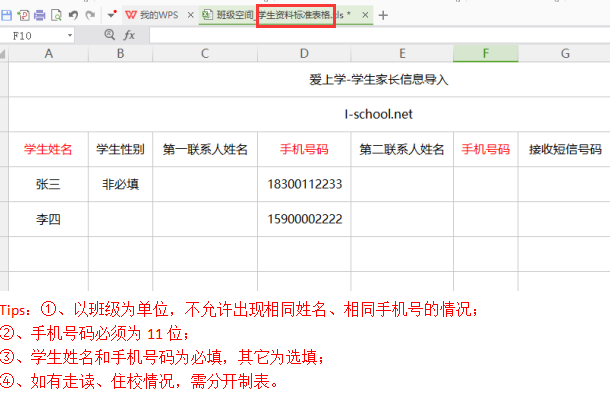 我的WPS × 班级空间_学生资料标准表格.xls * × +
F10 fx
A B C D E F G
爱上学-学生家长信息导入
I-school.net
学生姓名 学生性别 第一联系人姓名 手机号码 第二联系人姓名 手机号码 接收短信号码
张三 非必填 18300112233
李四 15900002222
Tips：①、以班级为单位，不允许出现相同姓名、相同手机号的情况；
②、手机号码必须为 11 位；
③、学生姓名和手机号码为必填，其它为选填；
④、如有走读、住校情况，需分开制表。